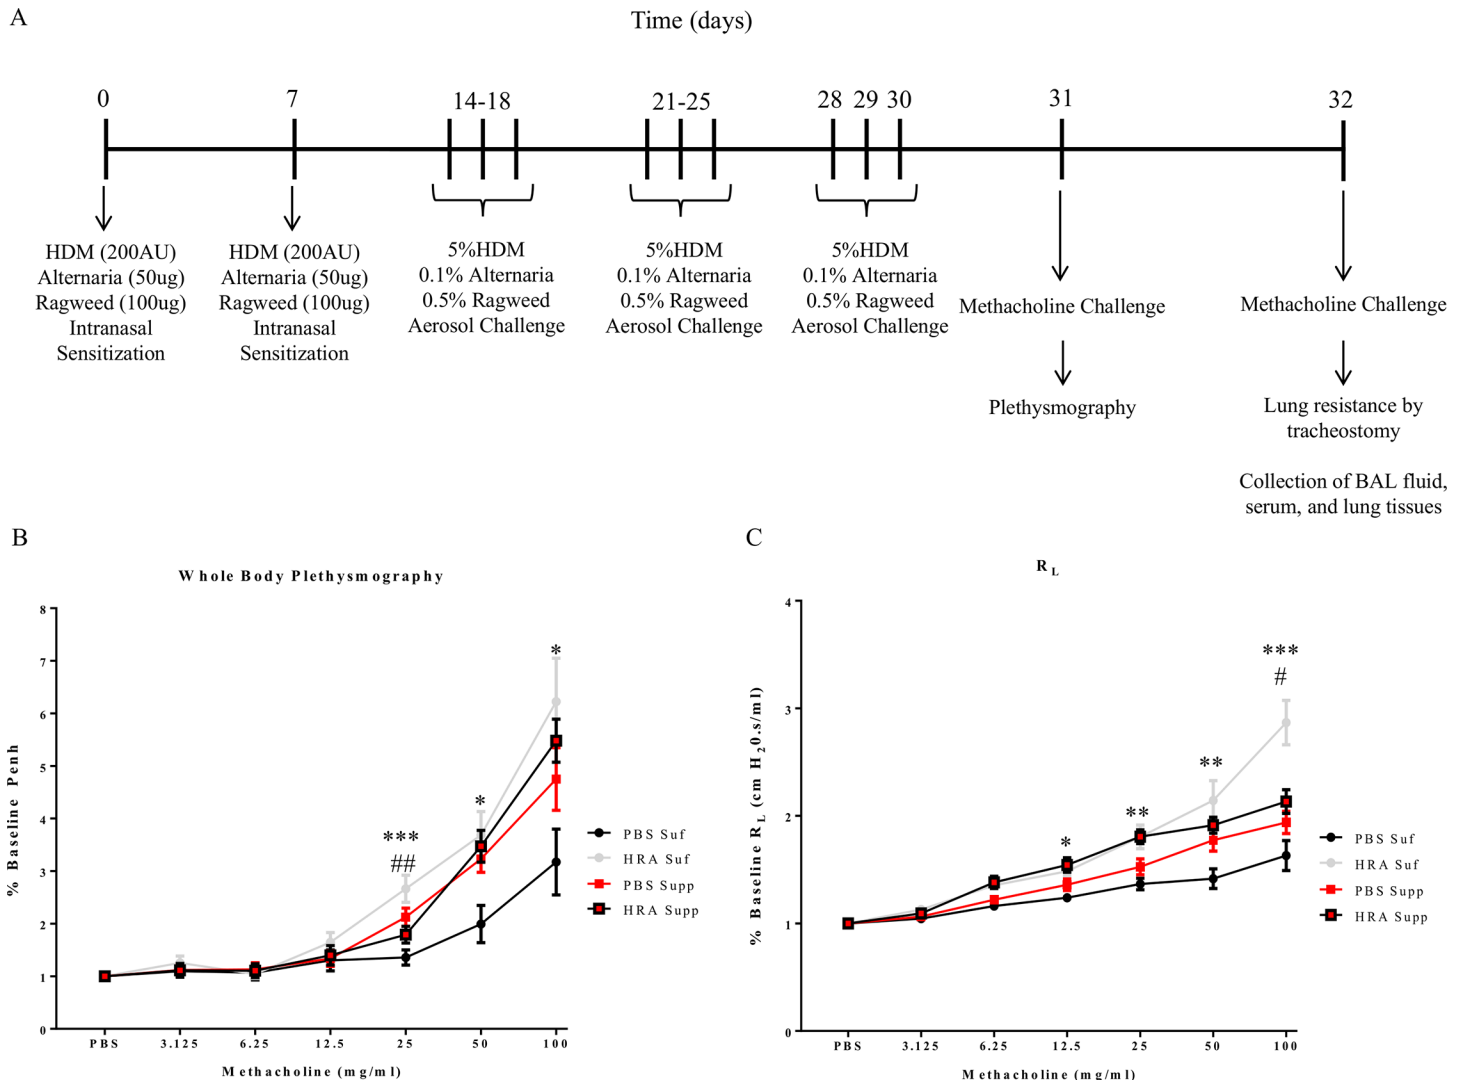 A
Time (days)
0
7
14-18
21-25
28 29 30
31
32
HDM (200AU)
Alternaria (50ug)
Ragweed (100ug)
Intranasal
Sensitization
HDM (200AU)
Alternaria (50ug)
Ragweed (100ug)
Intranasal
Sensitization
5%HDM
0.1% Alternaria
0.5% Ragweed
Aerosol Challenge
5%HDM
0.1% Alternaria
0.5% Ragweed
Aerosol Challenge
5%HDM
0.1% Alternaria
0.5% Ragweed
Aerosol Challenge
Methacholine Challenge
Plethysmography
Methacholine Challenge
Lung resistance by
tracheostomy
Collection of BAL fluid,
serum, and lung tissues
B
Whole Body Plethysmography
% Baseline Penh
8
7
6
5
4
3
2
1
0
***
##
*
*
PBS
3.125
6.25
12.5
25
50
100
Methacholine (mg/ml)
PBS Suf
HRA Suf
PBS Supp
HRA Supp
C
RL
% Baseline RL (cm H20.s/ml)
4
3
2
1
0
*
**
**
***
#
PBS
3.125
6.25
12.5
25
50
100
Methacholine (mg/ml)
PBS Suf
HRA Suf
PBS Supp
HRA Supp